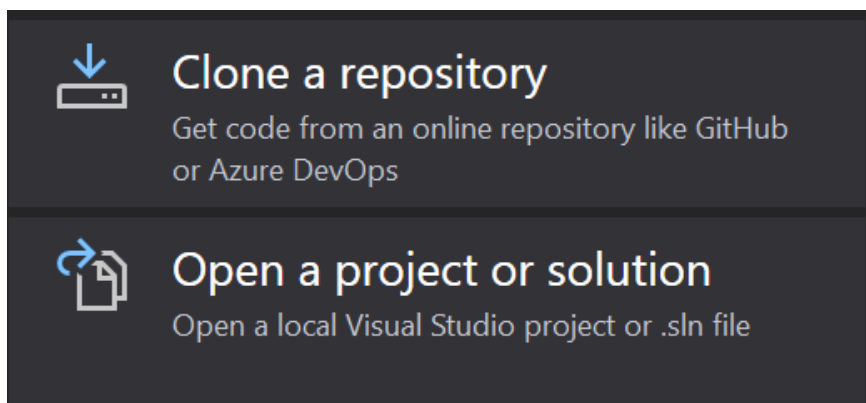 Clone a repository
Get code from an online repository like GitHub
or Azure DevOps
Open a project or solution
Open a local Visual Studio project or .sln file